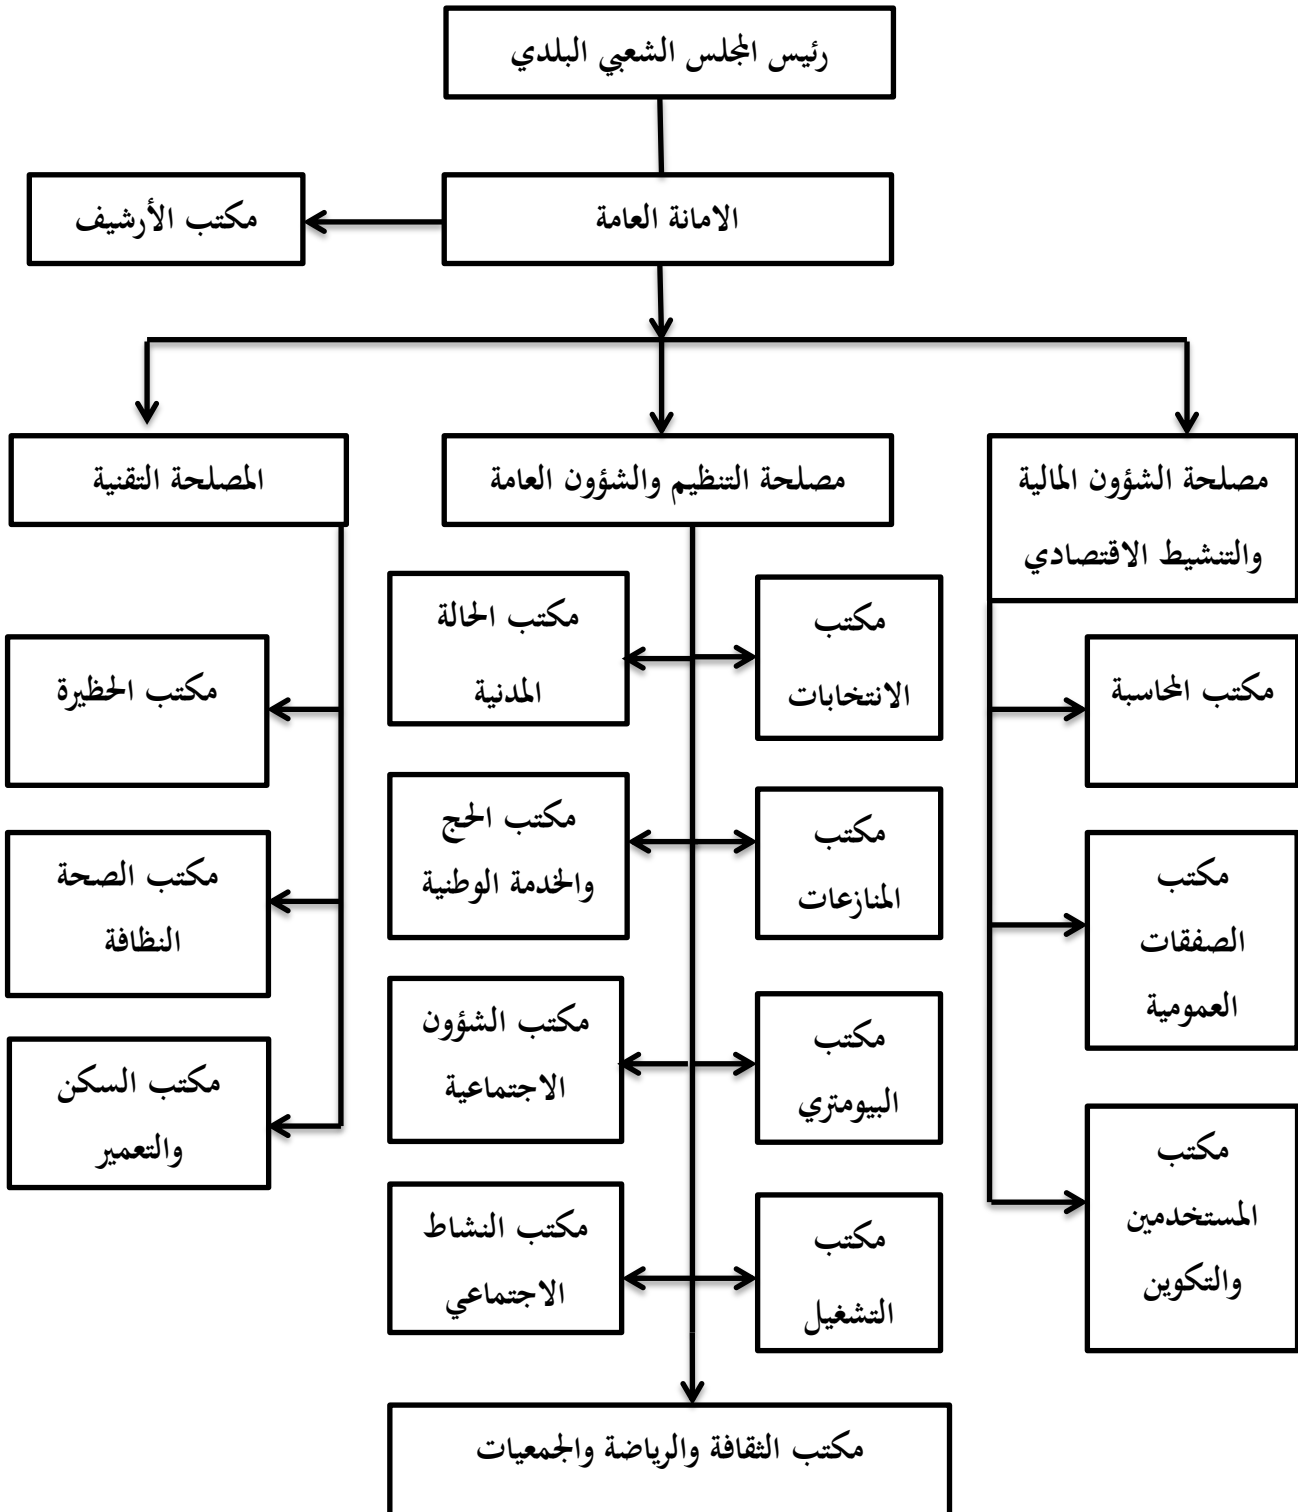 رئيس المجلس الشعبي البلدي
الامانة العامة
مكتب الأرشيف
مصلحة الشؤون المالية
والتنشيط الاقتصادي
مصلحة التنظيم والشؤون العامة
المصلحة التقنية
مكتب المحاسبة
مكتب
الصفقات
العمومية
مكتب
المستخدمين
والتكوين
مكتب
الانتخابات
مكتب الحالة
المدنية
مكتب
المنازعات
مكتب الحج
والخدمة الوطنية
مكتب
البيومتري
مكتب الشؤون
الاجتماعية
مكتب
التشغيل
مكتب النشاط
الاجتماعي
مكتب الثقافة والرياضة والجمعيات
مكتب الحظيرة
مكتب الصحة
النظافة
مكتب السكن
والتعمير